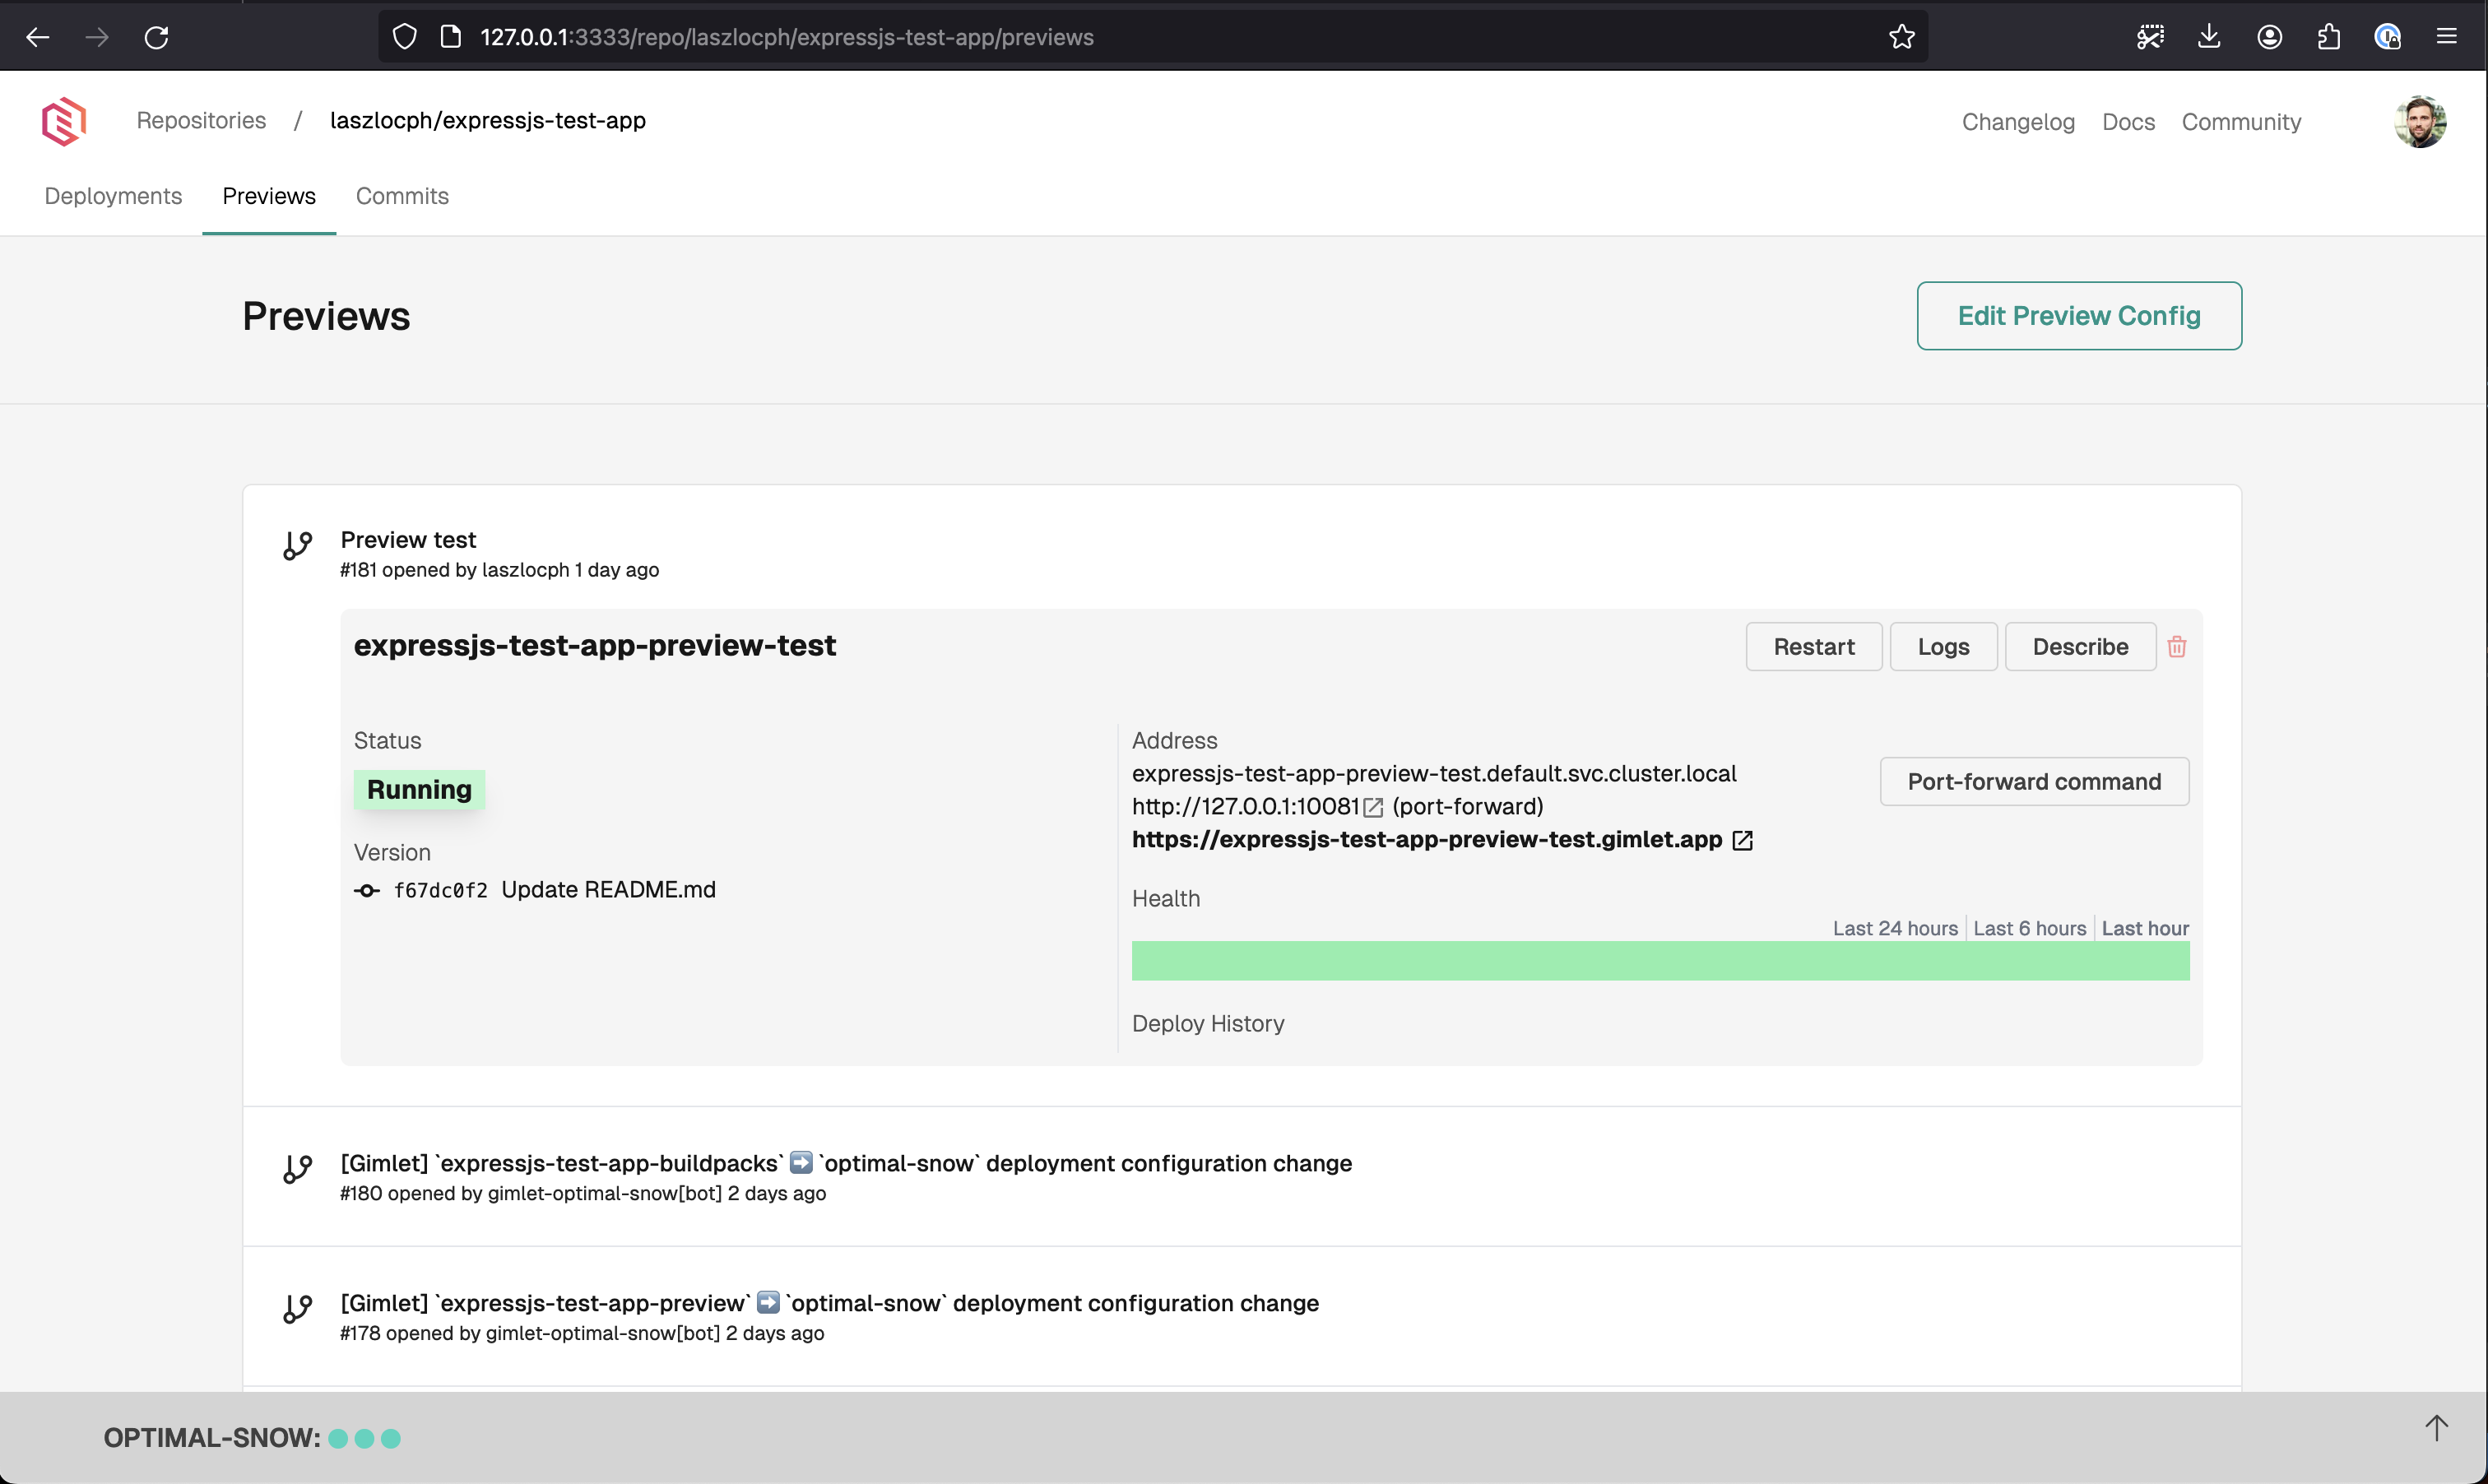 127.0.0.1:3333/repo/laszlocph/expressjs-test-app/previews
Repositories / laszlocph/expressjs-test-app
Changelog Docs Community
Deployments Previews Commits
Previews
Edit Preview Config
Preview test
#181 opened by laszlocph 1 day ago
expressjs-test-app-preview-test
Restart Logs Describe
Status
Running
Version
f67dc0f2 Update README.md
Address
expressjs-test-app-preview-test.default.svc.cluster.local
http://127.0.0.1:10081 (port-forward)
https://expressjs-test-app-preview-test.gimlet.app
Port-forward command
Health
Last 24 hours Last 6 hours Last hour
Deploy History
[Gimlet] `expressjs-test-app-buildpacks` ➡️ `optimal-snow` deployment configuration change
#180 opened by gimlet-optimal-snow[bot] 2 days ago
[Gimlet] `expressjs-test-app-preview` ➡️ `optimal-snow` deployment configuration change
#178 opened by gimlet-optimal-snow[bot] 2 days ago
OPTIMAL-SNOW: